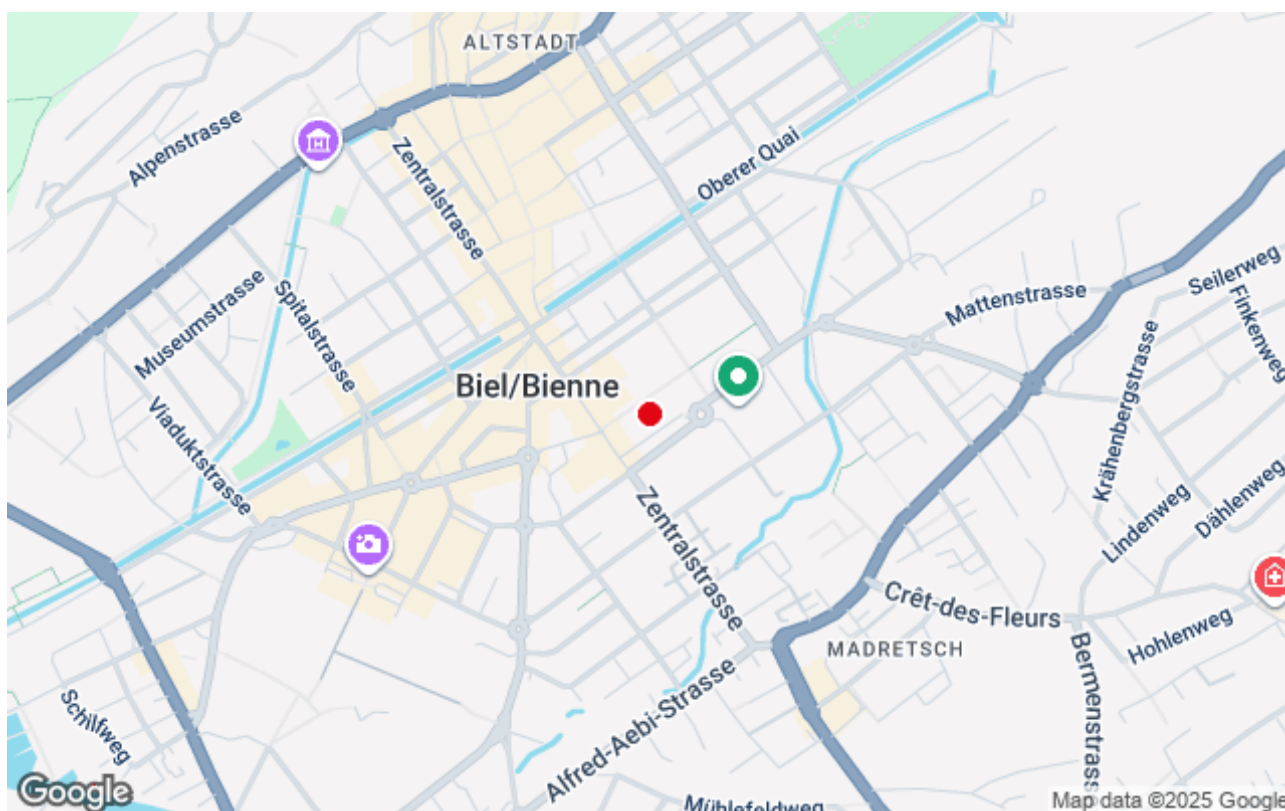 ALTSTADT
Alpenstrasse
Zentralstrasse
Oberer Quai
Museumstrasse
Spitalstrasse
Viaduktstrasse
Biel/Bienne
Mattenstrasse
Seilerweg
Finkenweg
Krähenbergstrasse
Lindenweg
Dählenweg
Zentralstrasse
Crêt-des-Fleurs
Hohlenweg
MADRETSCH
Bermenstrass
Alfred-Aebi-Strasse
Schilfweg
Mühlefeldweg
Google
Map data ©2025 Google